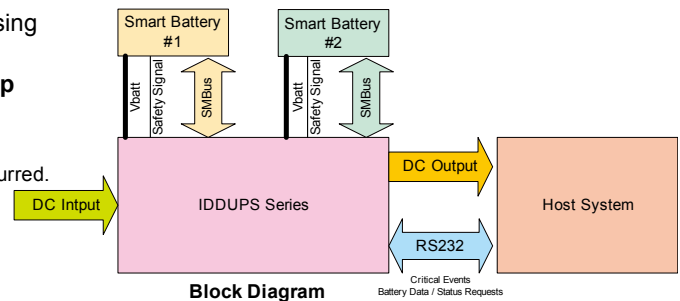 sing
p
urred.
Smart Battery
#1
Smart Battery
#2
Vbatt
Safety Signal
SMBus
Vbatt
Safety Signal
SMBus
DC Intput
IDDUPS Series
DC Output
RS232
Host System
Critical Events
Battery Data / Status Requests
Block Diagram